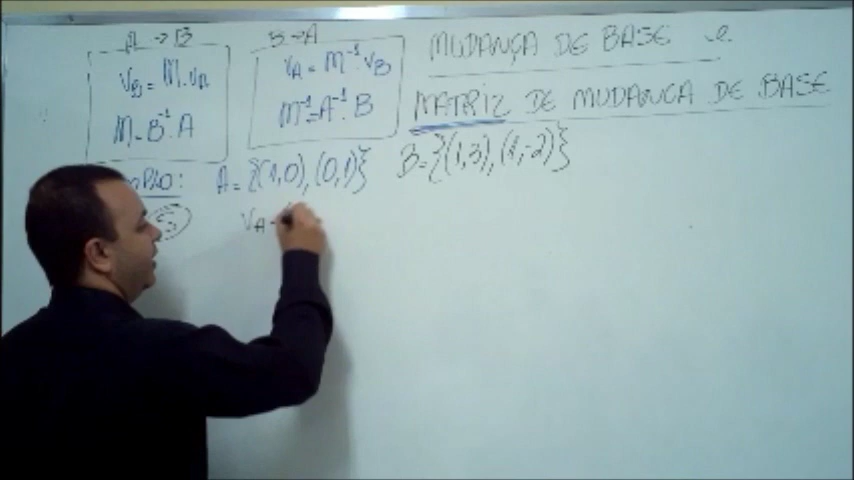 A → B
v_B = M · v_A
M = B⁻¹ · A
B → A
v_A = M⁻¹ · v_B
M⁻¹ = A⁻¹ · B
MUDANÇA DE BASE e
MATRIZ DE MUDANÇA DE BASE
MPLO: A = {(1,0), (0,1)} B = {(1,3), (1,-2)}
v_A =